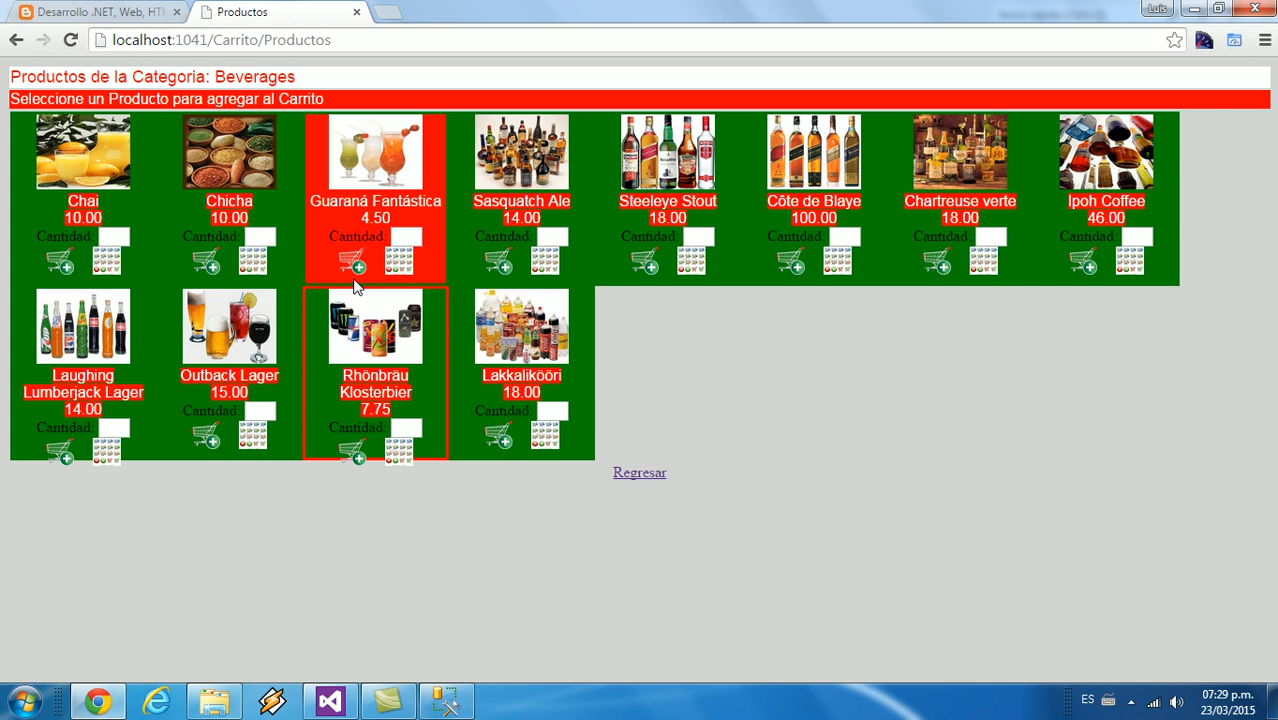 Desarrollo .NET, Web, HTM
Productos
Luis
localhost:1041/Carrito/Productos
Productos de la Categoria: Beverages
Seleccione un Producto para agregar al Carrito
Chai
10.00
Cantidad:
Chicha
10.00
Cantidad:
Guaraná Fantástica
4.50
Cantidad:
Sasquatch Ale
14.00
Cantidad:
Steeleye Stout
18.00
Cantidad:
Côte de Blaye
100.00
Cantidad:
Chartreuse verte
18.00
Cantidad:
Ipoh Coffee
46.00
Cantidad:
Laughing
Lumberjack Lager
14.00
Cantidad:
Outback Lager
15.00
Cantidad:
Rhönbräu
Klosterbier
7.75
Cantidad:
Lakkalikööri
18.00
Cantidad:
Regresar
ES
07:29 p.m.
23/03/2015